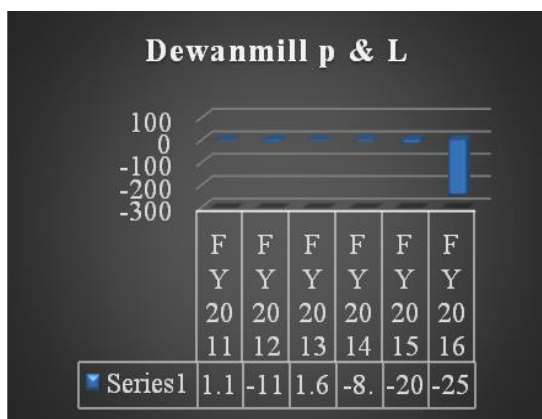 Dewanmill p & L
100
0
-100
-200
-300
F Y 20 11 F Y 20 12 F Y 20 13 F Y 20 14 F Y 20 15 F Y 20 16
Series1 1.1 -11 1.6 -8. -20 -25